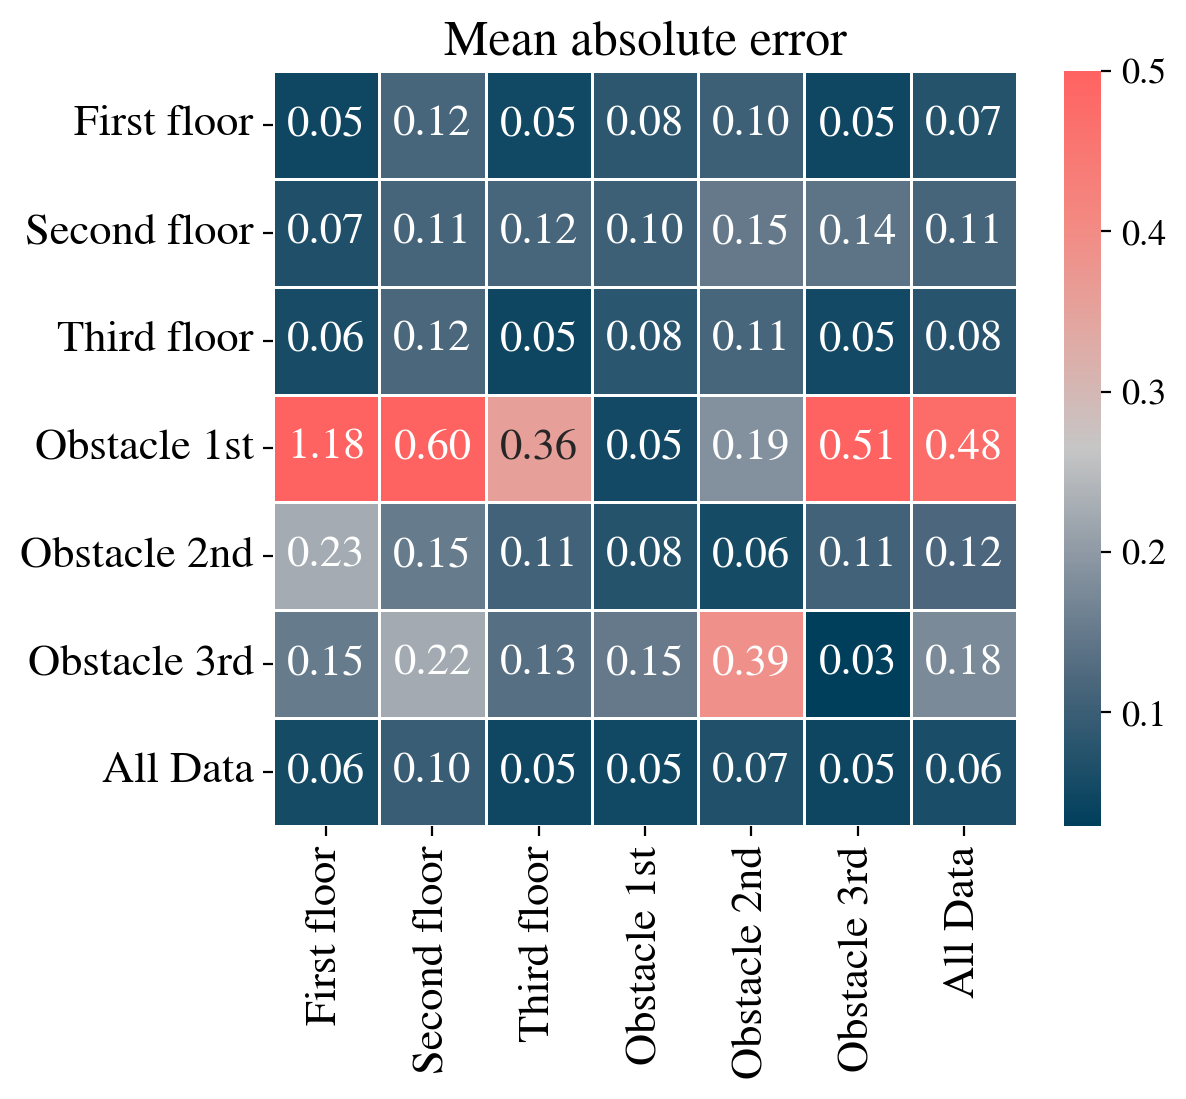 Mean absolute error
First floor 0.05 0.12 0.05 0.08 0.10 0.05 0.07
Second floor 0.07 0.11 0.12 0.10 0.15 0.14 0.11
Third floor 0.06 0.12 0.05 0.08 0.11 0.05 0.08
Obstacle 1st 1.18 0.60 0.36 0.05 0.19 0.51 0.48
Obstacle 2nd 0.23 0.15 0.11 0.08 0.06 0.11 0.12
Obstacle 3rd 0.15 0.22 0.13 0.15 0.39 0.03 0.18
All Data 0.06 0.10 0.05 0.05 0.07 0.05 0.06
First floor
Second floor
Third floor
Obstacle 1st
Obstacle 2nd
Obstacle 3rd
All Data
0.5
0.4
0.3
0.2
0.1